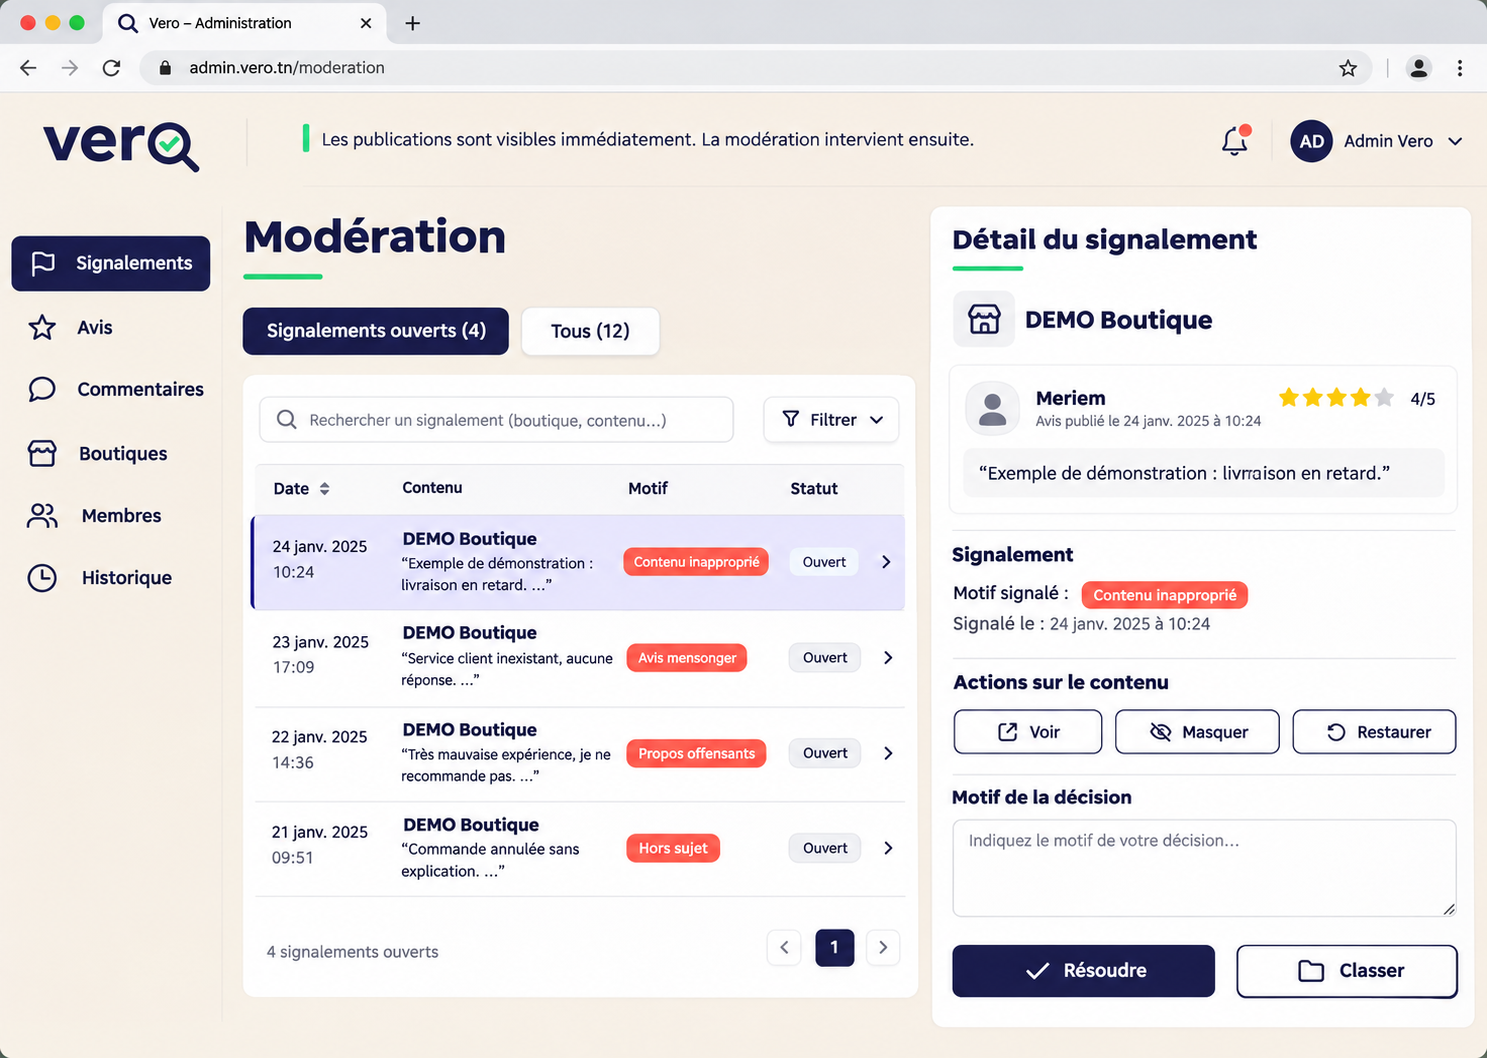 Vero – Administration
admin.vero.tn/moderation
vero
Les publications sont visibles immédiatement. La modération intervient ensuite.
AD
Admin Vero
Signalements
Avis
Commentaires
Boutiques
Membres
Historique
Modération
Signalements ouverts (4)
Tous (12)
Rechercher un signalement (boutique, contenu...)
Filtrer
Date
Contenu
Motif
Statut
24 janv. 2025
10:24
DEMO Boutique
“Exemple de démonstration :
livraison en retard. ...”
Contenu inapproprié
Ouvert
23 janv. 2025
17:09
DEMO Boutique
“Service client inexistant, aucune
réponse. ...”
Avis mensonger
Ouvert
22 janv. 2025
14:36
DEMO Boutique
“Très mauvaise expérience, je ne
recommande pas. ...”
Propos offensants
Ouvert
21 janv. 2025
09:51
DEMO Boutique
“Commande annulée sans
explication. ...”
Hors sujet
Ouvert
4 signalements ouverts
1
Détail du signalement
DEMO Boutique
Meriem
4/5
Avis publié le 24 janv. 2025 à 10:24
“Exemple de démonstration : livraison en retard.”
Signalement
Motif signalé :
Contenu inapproprié
Signalé le : 24 janv. 2025 à 10:24
Actions sur le contenu
Voir
Masquer
Restaurer
Motif de la décision
Indiquez le motif de votre décision...
Résoudre
Classer